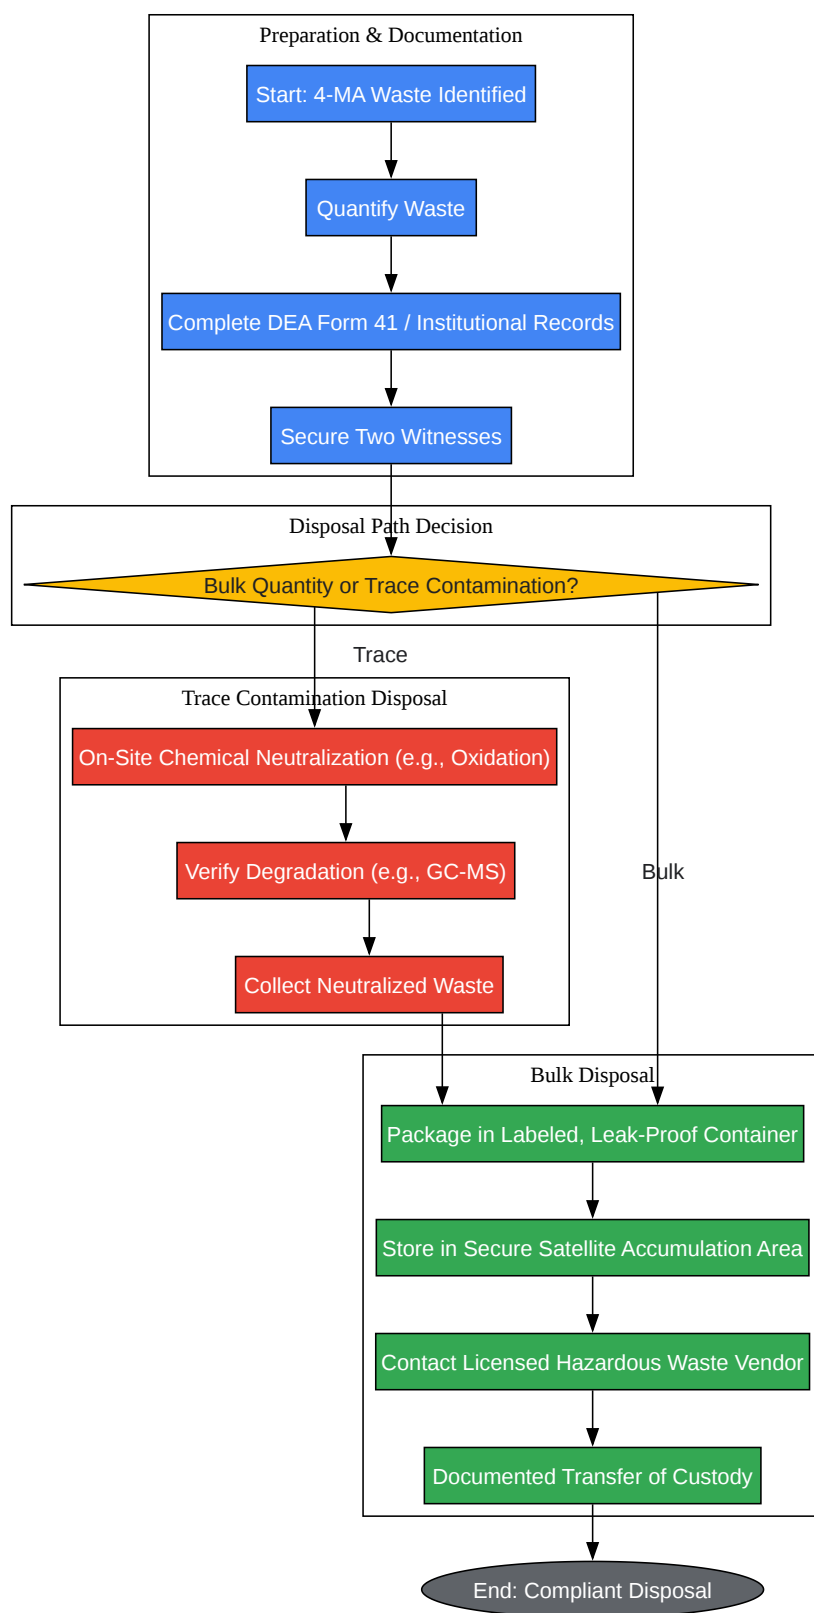 Preparation & Documentation
Start: 4-MA Waste Identified
Quantify Waste
Complete DEA Form 41 / Institutional Records
Secure Two Witnesses
Disposal Path Decision
Bulk Quantity or Trace Contamination?
Trace
Trace Contamination Disposal
On-Site Chemical Neutralization (e.g., Oxidation)
Verify Degradation (e.g., GC-MS)
Bulk
Collect Neutralized Waste
Bulk Disposal
Package in Labeled, Leak-Proof Container
Store in Secure Satellite Accumulation Area
Contact Licensed Hazardous Waste Vendor
Documented Transfer of Custody
End: Compliant Disposal